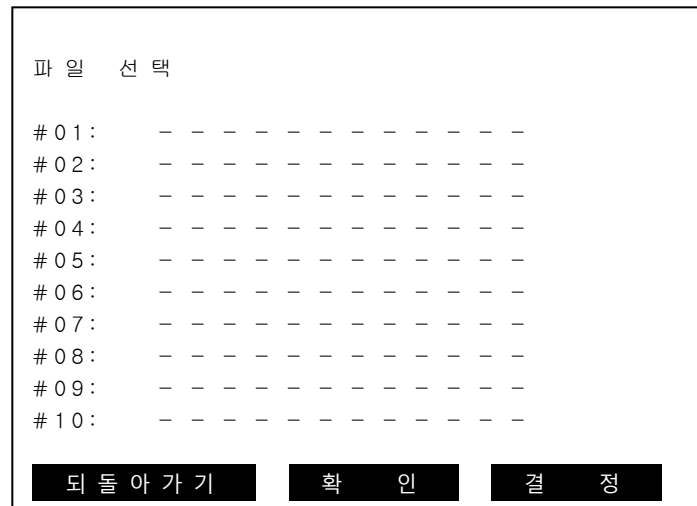 파일 선택
#01: - - - - - - - - - - - -
#02: - - - - - - - - - - - -
#03: - - - - - - - - - - - -
#04: - - - - - - - - - - - -
#05: - - - - - - - - - - - -
#06: - - - - - - - - - - - -
#07: - - - - - - - - - - - -
#08: - - - - - - - - - - - -
#09: - - - - - - - - - - - -
#10: - - - - - - - - - - - -
되돌아가기 확인 결정